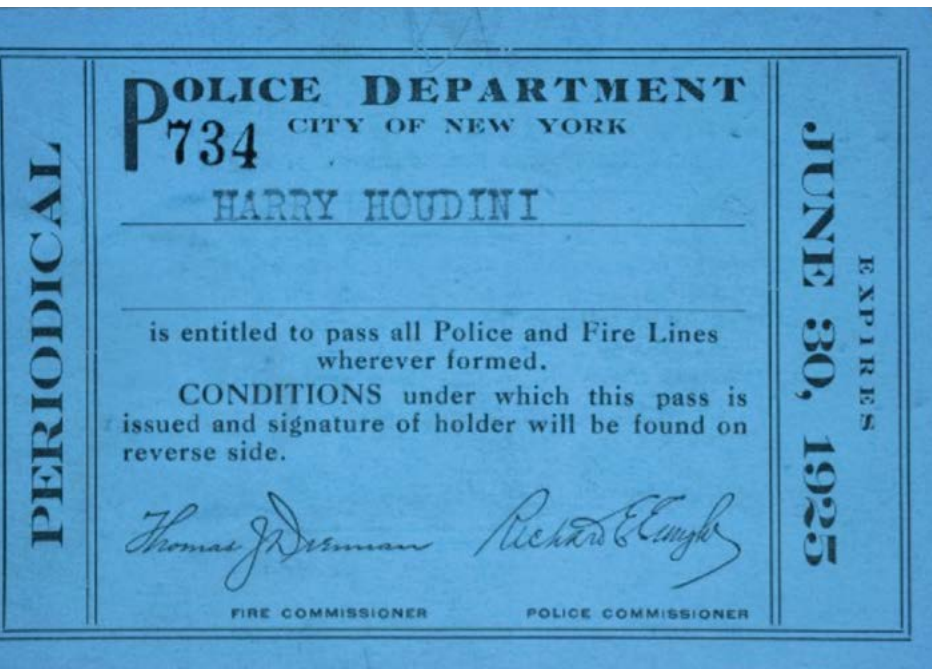 PERIODICAL
POLICE DEPARTMENT
734 CITY OF NEW YORK
HARRY HOUDINI
is entitled to pass all Police and Fire Lines
wherever formed.
CONDITIONS under which this pass is
issued and signature of holder will be found on
reverse side.
Thomas J Drennan Richard E Enright
FIRE COMMISSIONER POLICE COMMISSIONER
EXPIRES
JUNE 30, 1925